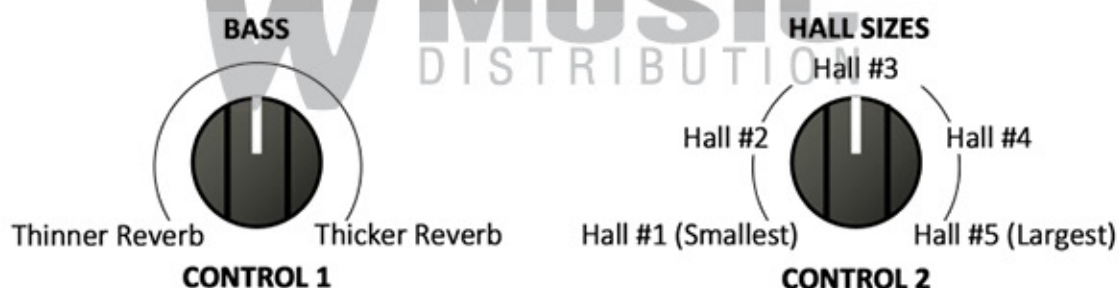 W MUSIC
DISTRIBUTION
BASS
HALL SIZES
Hall #3
Hall #2
Hall #4
Thinner Reverb
Thicker Reverb
Hall #1 (Smallest)
Hall #5 (Largest)
CONTROL 1
CONTROL 2